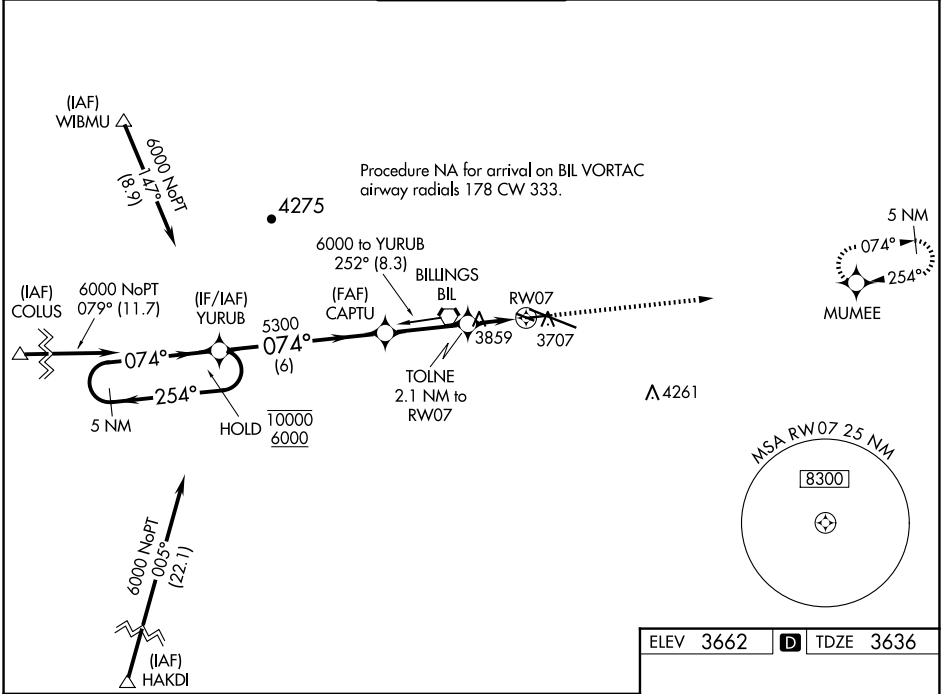 (IAF)
WIBMU
6000 NoPT
147°
(8.9)
Procedure NA for arrival on BIL VORTAC
airway radials 178 CW 333.
4275
5 NM
074°
254°
MUMEE
6000 to YURUB
252° (8.3)
BILLINGS
BIL
(IAF)
COLUS
6000 NoPT
079° (11.7)
(IF/IAF)
YURUB
(FAF)
CAPTU
RW07
5300
074°
(6)
074°
254°
5 NM
HOLD
10000
6000
3859
3707
TOLNE
2.1 NM to
RW07
4261
MSA RW07 25 NM
8300
6000 NoPT
005°
(22.1)
(IAF)
HAKDI
ELEV 3662 D TDZE 3636